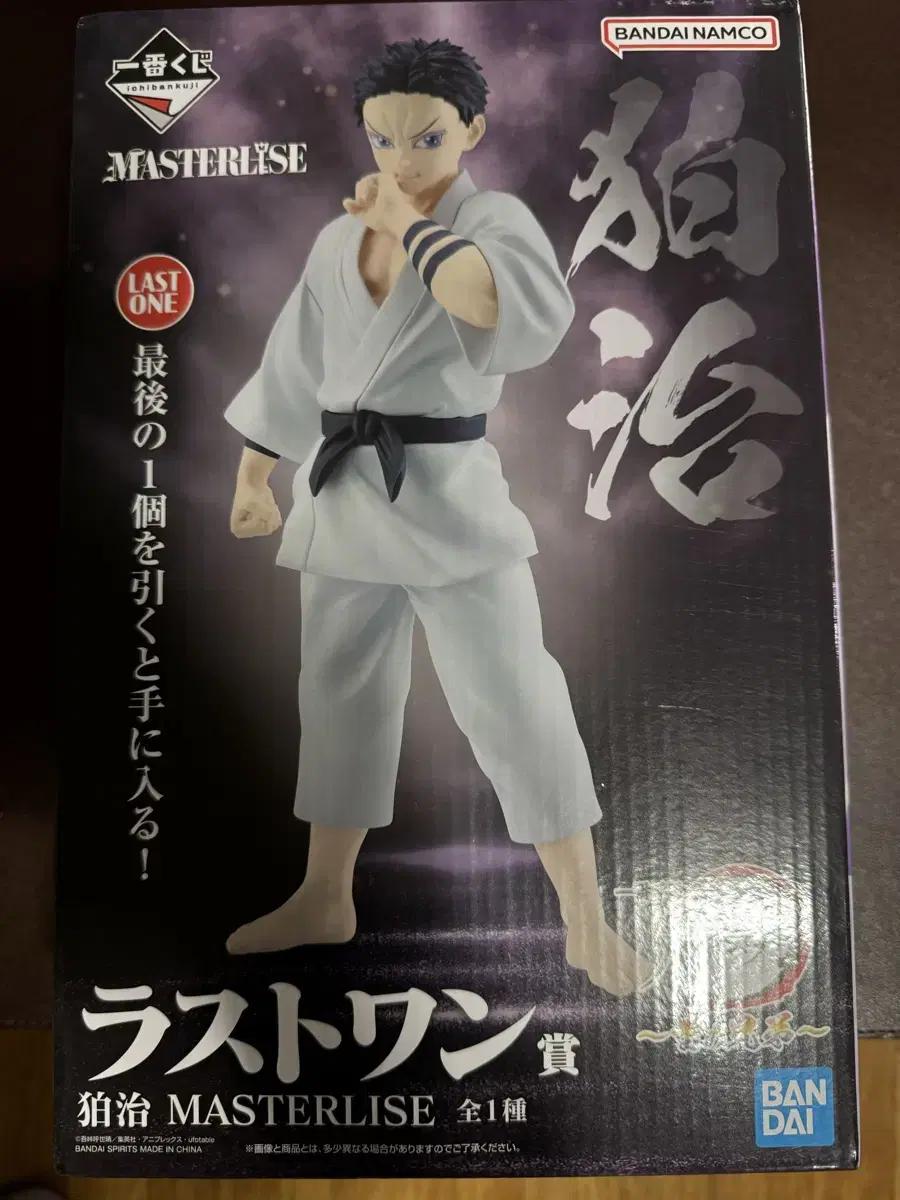 一番くじ
ichibankuji
MASTERLISE
BANDAI NAMCO
狛治
LAST
ONE
最後の1個を引くと手に入る！
ラストワン賞
狛治 MASTERLISE 全1種
©吾峠呼世晴／集英社・アニプレックス・ufotable
BANDAI SPIRITS MADE IN CHINA
※画像と商品とは、多少異なる場合がありますのでご了承ください。
BAN
DAI